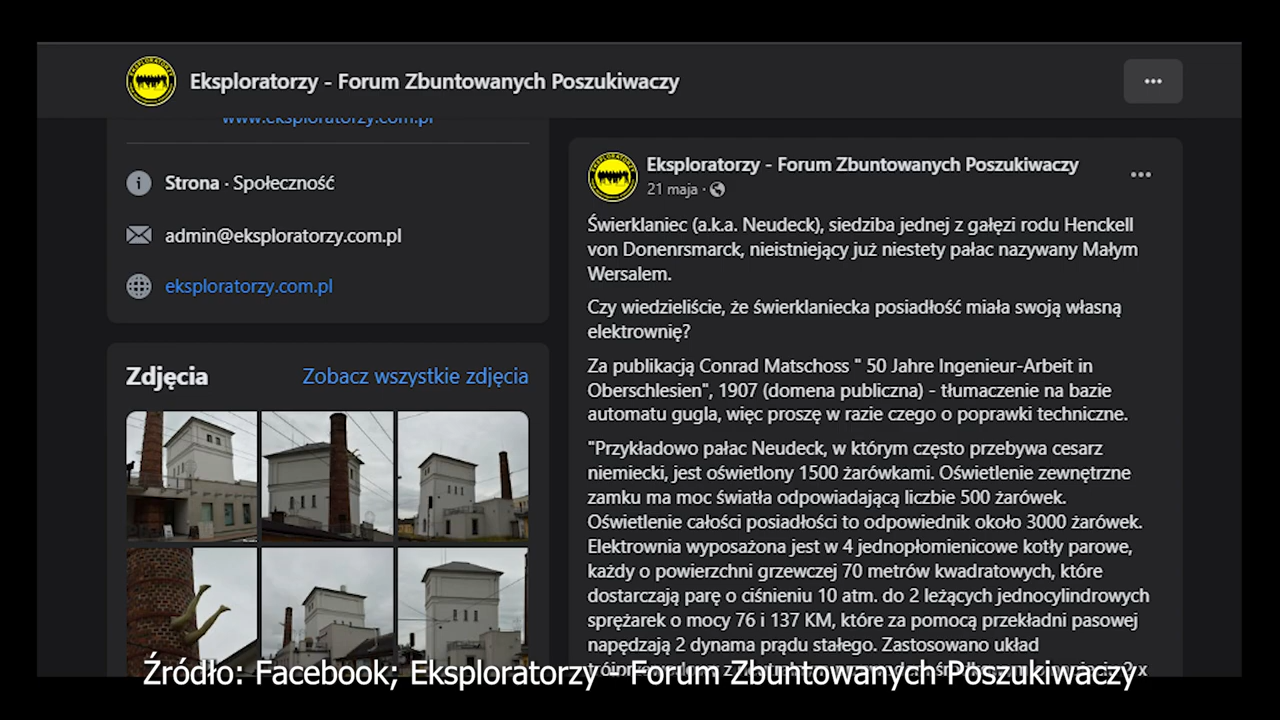 Eksploratorzy - Forum Zbuntowanych Poszukiwaczy
www.eksploratorzy.com.pl
Strona · Społeczność
admin@eksploratorzy.com.pl
eksploratorzy.com.pl
Zdjęcia
Zobacz wszystkie zdjęcia
Eksploratorzy - Forum Zbuntowanych Poszukiwaczy
21 maja ·
Świerklaniec (a.k.a. Neudeck), siedziba jednej z gałęzi rodu Henckell
von Donenrsmarck, nieistniejący już niestety pałac nazywany Małym
Wersalem.
Czy wiedzieliście, że świerklaniecka posiadłość miała swoją własną
elektrownię?
Za publikacją Conrad Matschoss " 50 Jahre Ingenieur-Arbeit in
Oberschlesien", 1907 (domena publiczna) - tłumaczenie na bazie
automatu gugla, więc proszę w razie czego o poprawki techniczne.
"Przykładowo pałac Neudeck, w którym często przebywa cesarz
niemiecki, jest oświetlony 1500 żarówkami. Oświetlenie zewnętrzne
zamku ma moc światła odpowiadającą liczbie 500 żarówek.
Oświetlenie całości posiadłości to odpowiednik około 3000 żarówek.
Elektrownia wyposażona jest w 4 jednopłomienicowe kotły parowe,
każdy o powierzchni grzewczej 70 metrów kwadratowych, które
dostarczają parę o ciśnieniu 10 atm. do 2 leżących jednocylindrowych
sprężarek o mocy 76 i 137 KM, które za pomocą przekładni pasowej
napędzają 2 dynama prądu stałego. Zastosowano układ
Źródło: Facebook; Eksploratorzy - Forum Zbuntowanych Poszukiwaczy